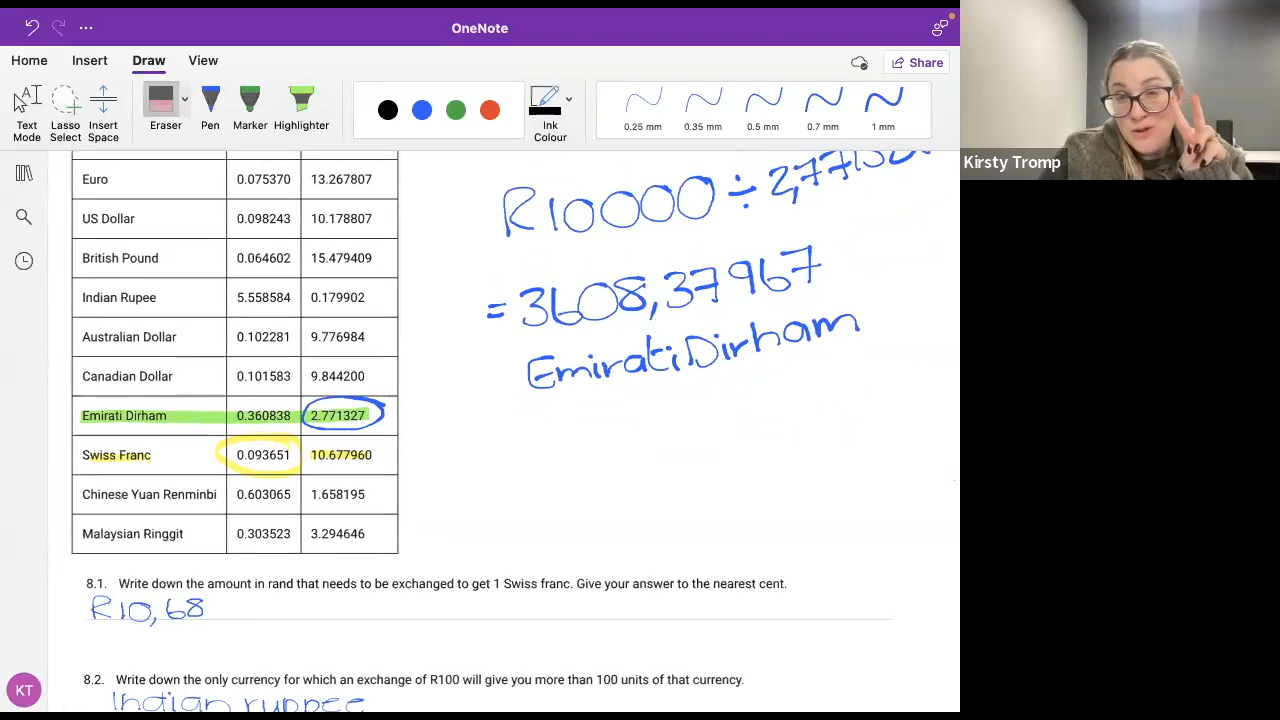 OneNote
Home Insert Draw View
Share
Text Mode
Lasso Select
Insert Space
Eraser
Pen
Marker
Highlighter
Ink Colour
0.25 mm 0.35 mm 0.5 mm 0.7 mm 1 mm
Kirsty Tromp
Euro 0.075370 13.267807
US Dollar 0.098243 10.178807
British Pound 0.064602 15.479409
Indian Rupee 5.558584 0.179902
Australian Dollar 0.102281 9.776984
Canadian Dollar 0.101583 9.844200
Emirati Dirham 0.360838 2.771327
Swiss Franc 0.093651 10.677960
Chinese Yuan Renminbi 0.603065 1.658195
Malaysian Ringgit 0.303523 3.294646
R10000 ÷
= 3608,37967
Emirati Dirham
8.1. Write down the amount in rand that needs to be exchanged to get 1 Swiss franc. Give your answer to the nearest cent.
R10,68
8.2. Write down the only currency for which an exchange of R100 will give you more than 100 units of that currency.
Indian ruppee
KT